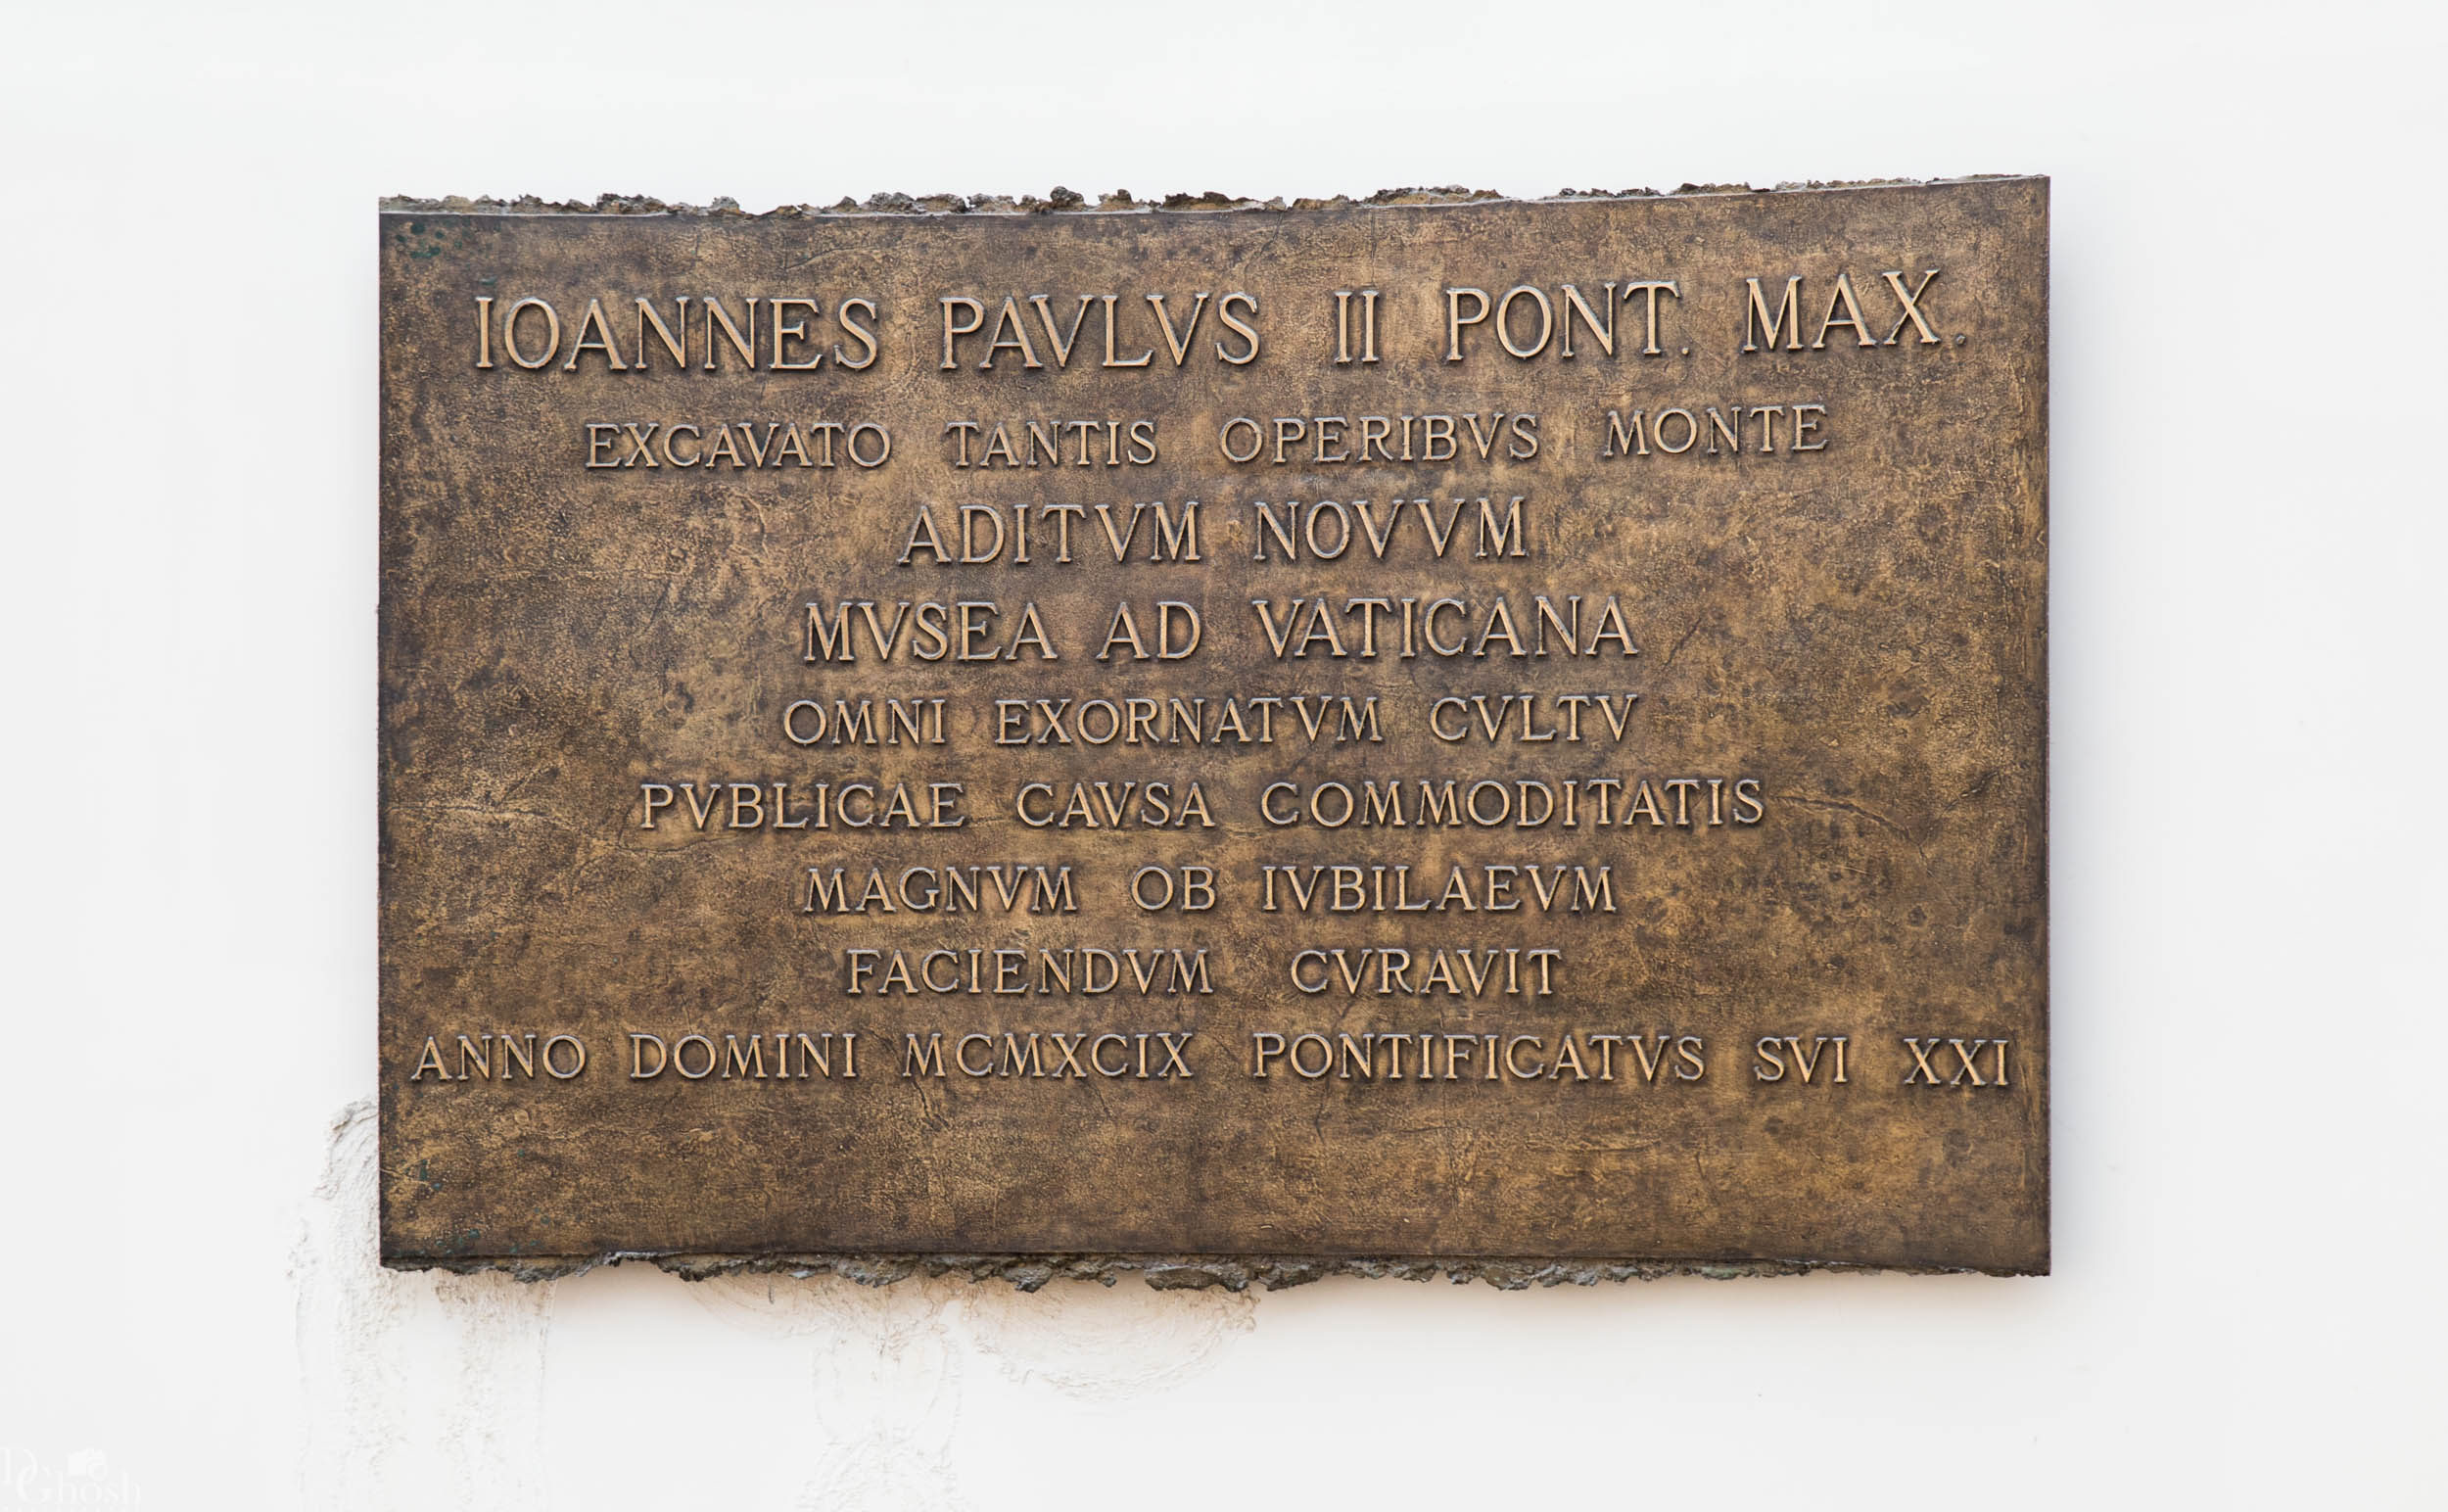 IOANNES PAVLVS II PONT. MAX.
EXCAVATO TANTIS OPERIBVS MONTE
ADITVM NOVVM
MVSEA AD VATICANA
OMNI EXORNATVM CVLTV
PVBLICAE CAVSA COMMODITATIS
MAGNVM OB IVBILAEVM
FACIENDVM CVRAVIT
ANNO DOMINI MCMXCIX PONTIFICATVS SVI XXI
Ghosh